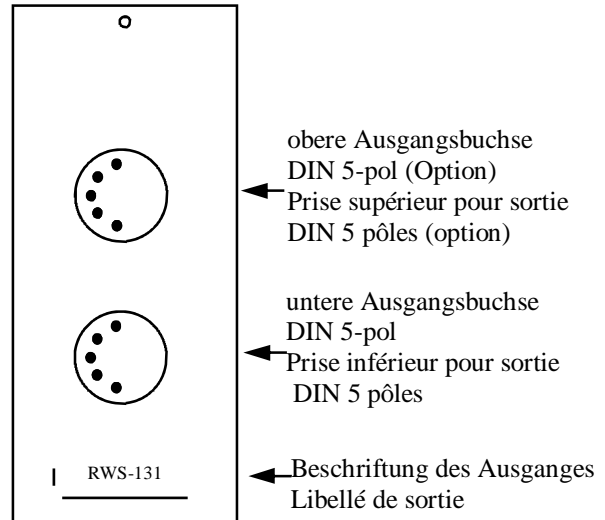 obere Ausgangsbuchse
DIN 5-pol (Option)
Prise supérieur pour sortie
DIN 5 pôles (option)
untere Ausgangsbuchse
DIN 5-pol
Prise inférieur pour sortie
DIN 5 pôles
RWS-131
Beschriftung des Ausganges
Libellé de sortie